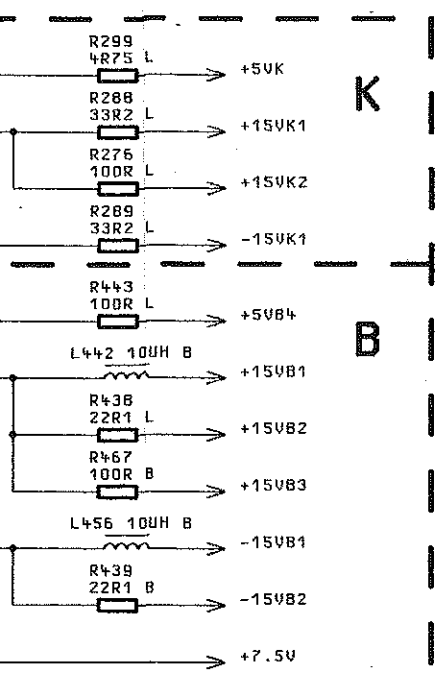 R299
4R75 L
+5VK
K
R288
33R2 L
+15VK1
R276
100R L
+15VK2
R289
33R2 L
-15VK1
R443
100R L
+5VB4
B
L442 10UH B
+15VB1
R438
22R1 L
+15VB2
R467
100R B
+15VB3
L456 10UH B
-15VB1
R439
22R1 B
-15VB2
+7.5V